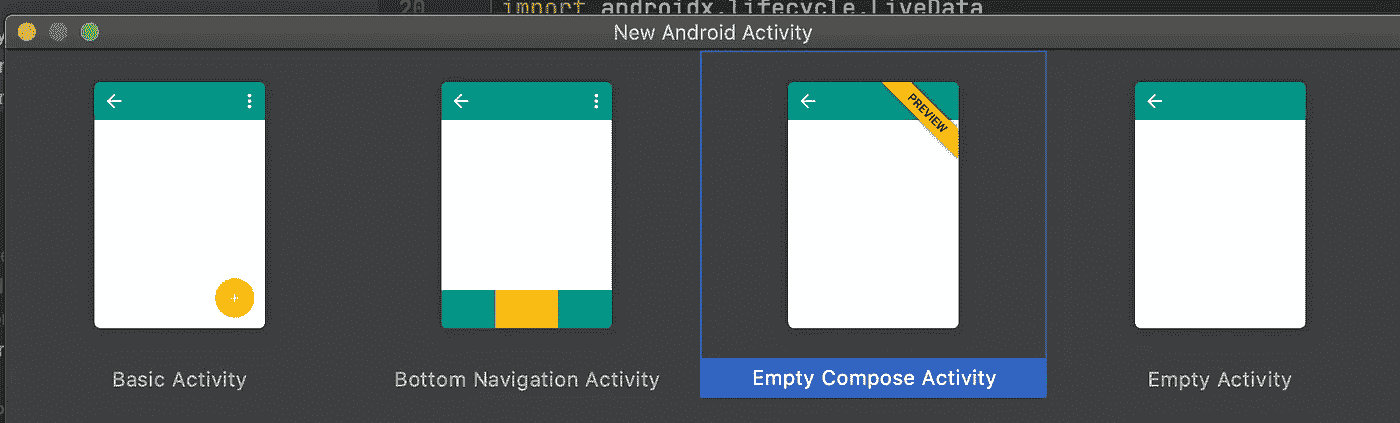 20 import androidx.lifecycle.LiveData
New Android Activity
PREVIEW
Basic Activity
Bottom Navigation Activity
Empty Compose Activity
Empty Activity